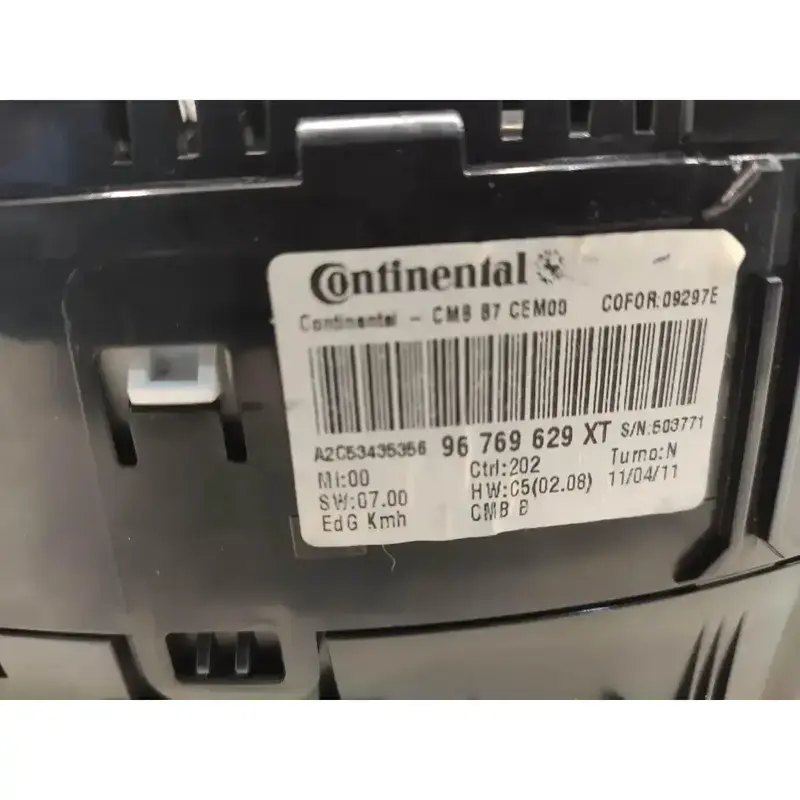 Continental
Continental - CMB B7 CEM00 COFOR:09297E
A2C53435356 96 769 629 XT S/N:503771
MI:00 Ctrl:202 Turno:N
SW:07.00 HW:C5(02.08) 11/04/11
EdG Kmh CMB B